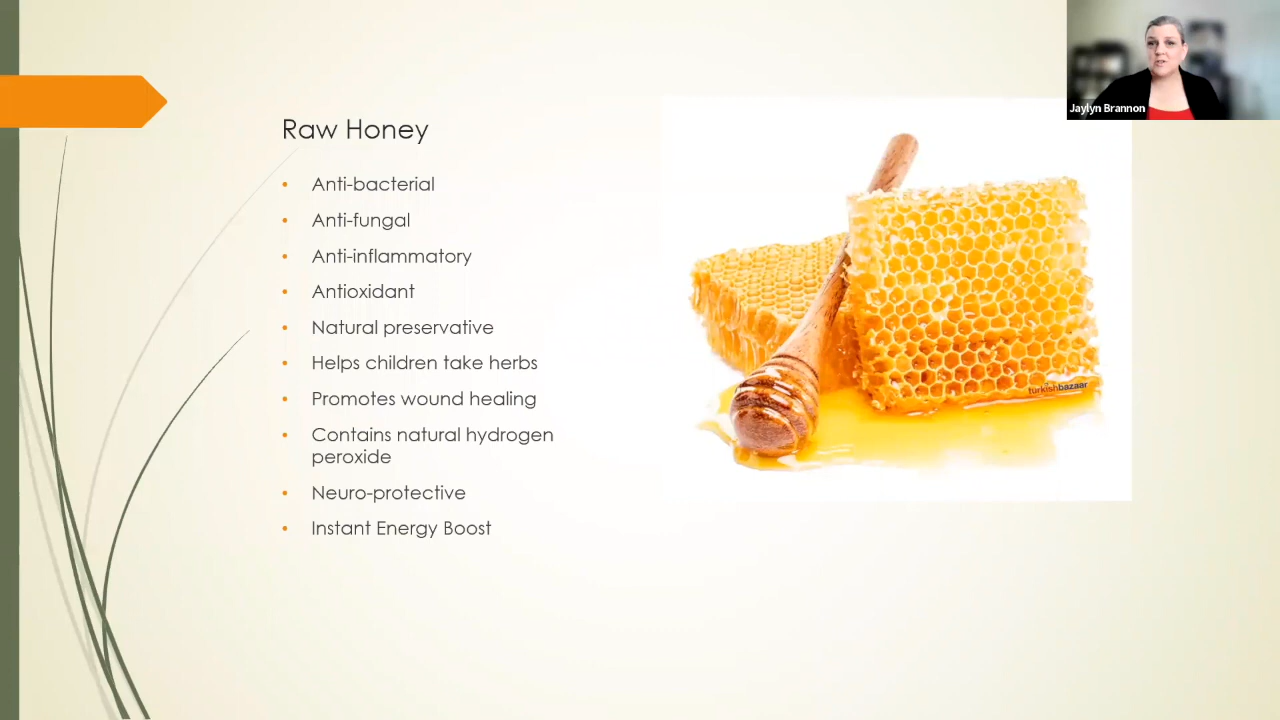 Jaylyn Brannon
Raw Honey
• Anti-bacterial
• Anti-fungal
• Anti-inflammatory
• Antioxidant
• Natural preservative
• Helps children take herbs
• Promotes wound healing
• Contains natural hydrogen
peroxide
• Neuro-protective
• Instant Energy Boost
turkishbazaar